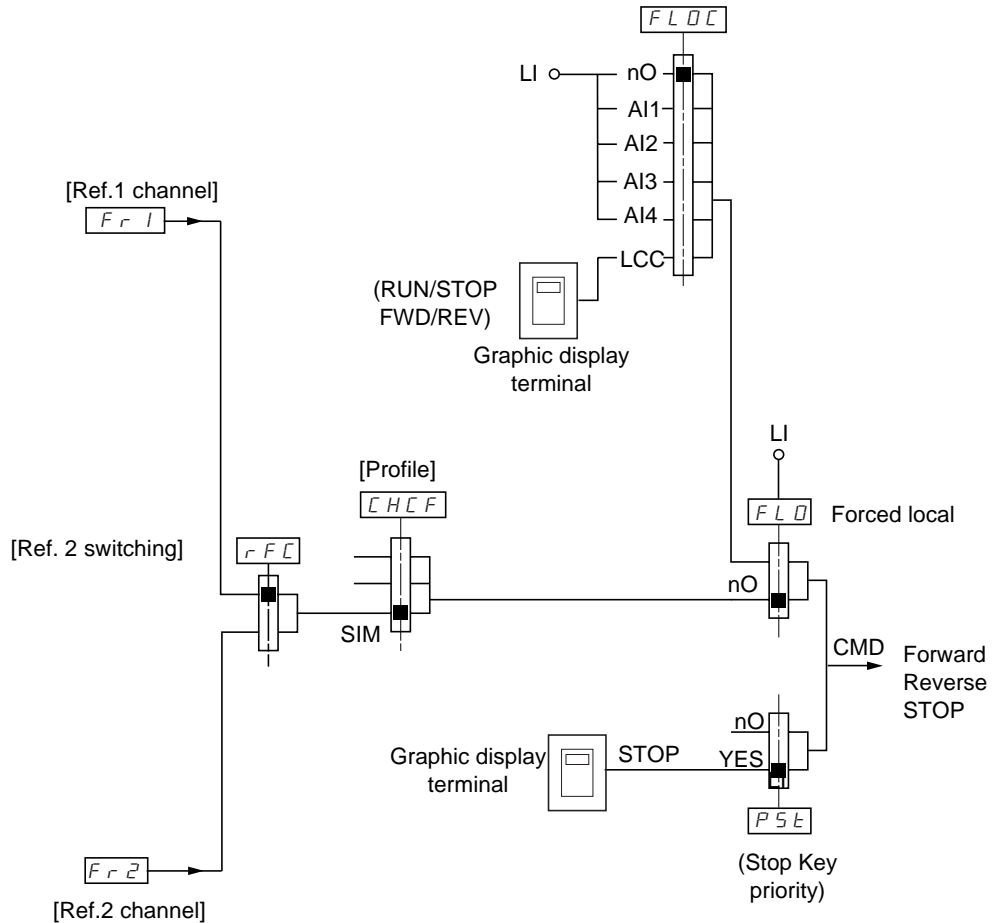 FLOC
LI
nO
AI1
AI2
AI3
AI4
LCC
[Ref.1 channel]
Fr1
(RUN/STOP
FWD/REV)
Graphic display
terminal
LI
[Profile]
CHCF
FLO
Forced local
[Ref. 2 switching]
rFC
nO
SIM
CMD
Forward
Reverse
STOP
nO
Graphic display
terminal
STOP
YES
LI
PSt
(Stop Key
priority)
Fr2
[Ref.2 channel]